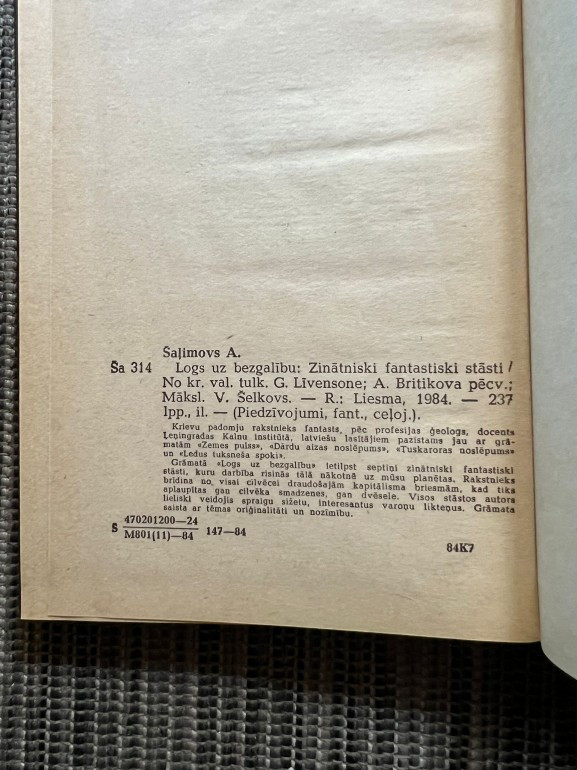 Šaļimovs A.
Ša 314 Logs uz bezgalību: Zinātniski fantastiski stāsti /
No kr. val. tulk. G. Līvensone; A. Britikova pēcv.;
Māksl. V. Šelkovs. — R.: Liesma, 1984. — 237
lpp., il. — (Piedzīvojumi, fant., ceļoj.).
Krievu padomju rakstnieks fantasts, pēc profesijas ģeologs, docents
Ļeņingradas Kalnu institūtā, latviešu lasītājiem pazīstams jau ar grā-
matām «Zemes pulss», «Dārdu aizas noslēpums», «Tuskaroras noslēpums»
un «Ledus tuksneša spoki».
Grāmatā «Logs uz bezgalību» ietilpst septiņi zinātniski fantastiski
stāsti, kuru darbība risinās tālā nākotnē uz mūsu planētas. Rakstnieks
brīdina no visai cilvēcei draudošajām kapitālisma briesmām, kad tiks
aplaupītas gan cilvēka smadzenes, gan dvēsele. Visos stāstos autors
lieliski veidojis spraigu sižetu, interesantus varoņu likteņus. Grāmata
saista ar tēmas oriģinalitāti un nozīmību.
Š 470201200—24
M801(11)—84 147—84
84K7